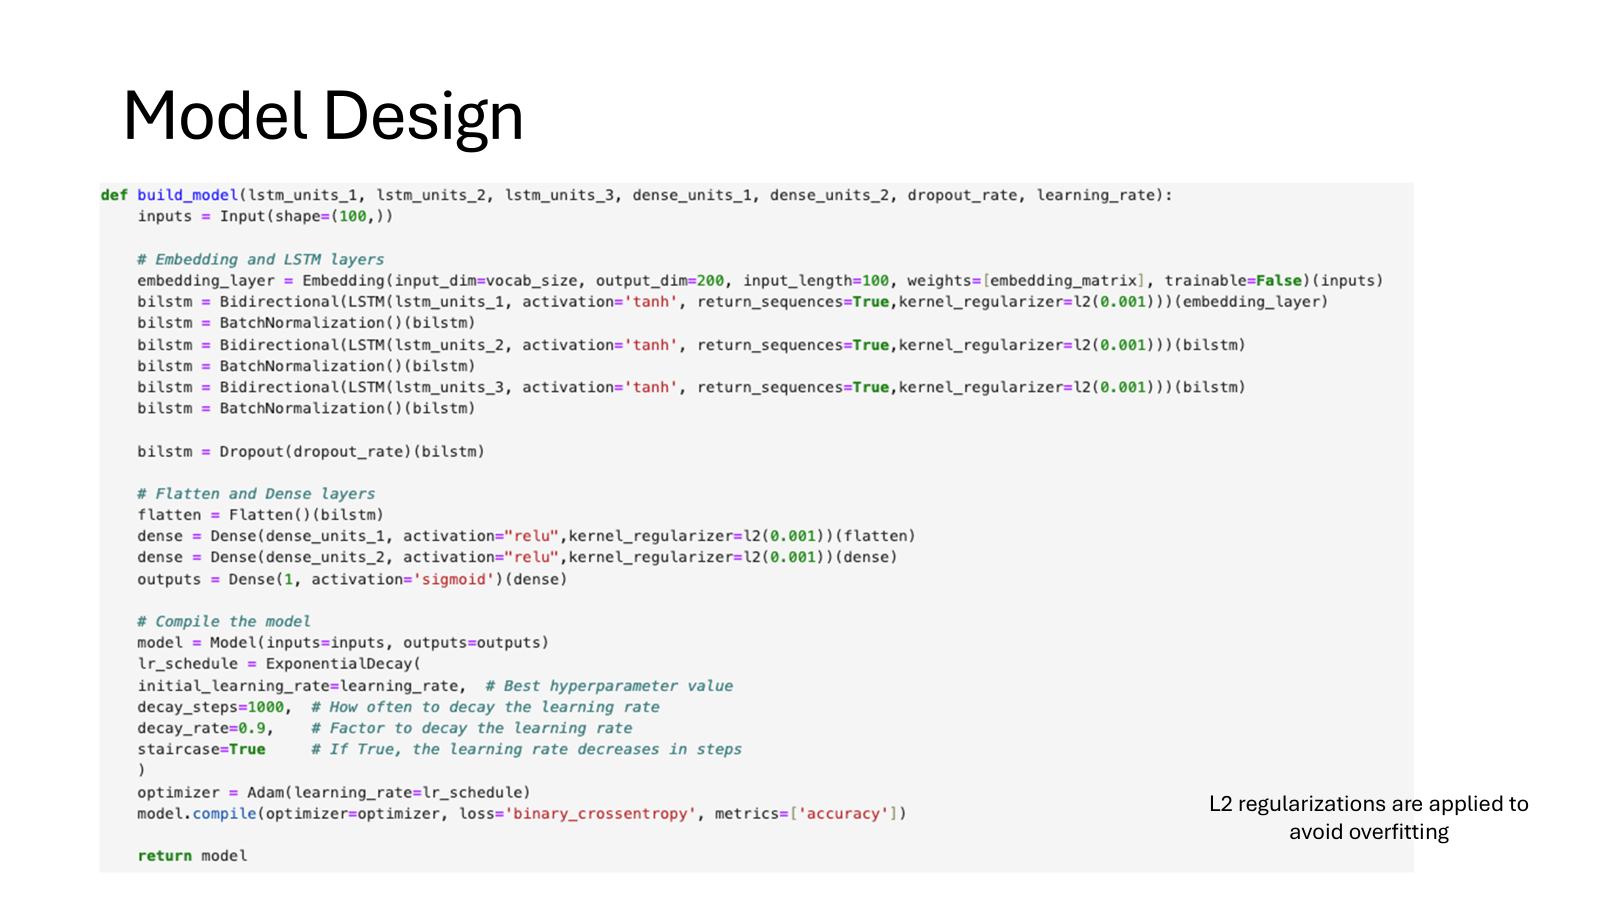 Model Design
def build_model(lstm_units_1, lstm_units_2, lstm_units_3, dense_units_1, dense_units_2, dropout_rate, learning_rate):
    inputs = Input(shape=(100,))

    # Embedding and LSTM layers
    embedding_layer = Embedding(input_dim=vocab_size, output_dim=200, input_length=100, weights=[embedding_matrix], trainable=False)(inputs)
    bilstm = Bidirectional(LSTM(lstm_units_1, activation='tanh', return_sequences=True,kernel_regularizer=l2(0.001)))(embedding_layer)
    bilstm = BatchNormalization()(bilstm)
    bilstm = Bidirectional(LSTM(lstm_units_2, activation='tanh', return_sequences=True,kernel_regularizer=l2(0.001)))(bilstm)
    bilstm = BatchNormalization()(bilstm)
    bilstm = Bidirectional(LSTM(lstm_units_3, activation='tanh', return_sequences=True,kernel_regularizer=l2(0.001)))(bilstm)
    bilstm = BatchNormalization()(bilstm)

    bilstm = Dropout(dropout_rate)(bilstm)

    # Flatten and Dense layers
    flatten = Flatten()(bilstm)
    dense = Dense(dense_units_1, activation="relu",kernel_regularizer=l2(0.001))(flatten)
    dense = Dense(dense_units_2, activation="relu",kernel_regularizer=l2(0.001))(dense)
    outputs = Dense(1, activation='sigmoid')(dense)

    # Compile the model
    model = Model(inputs=inputs, outputs=outputs)
    lr_schedule = ExponentialDecay(
    initial_learning_rate=learning_rate,  # Best hyperparameter value
    decay_steps=1000,  # How often to decay the learning rate
    decay_rate=0.9,    # Factor to decay the learning rate
    staircase=True     # If True, the learning rate decreases in steps
    )
    optimizer = Adam(learning_rate=lr_schedule)
    model.compile(optimizer=optimizer, loss='binary_crossentropy', metrics=['accuracy'])

    return model
L2 regularizations are applied to
avoid overfitting